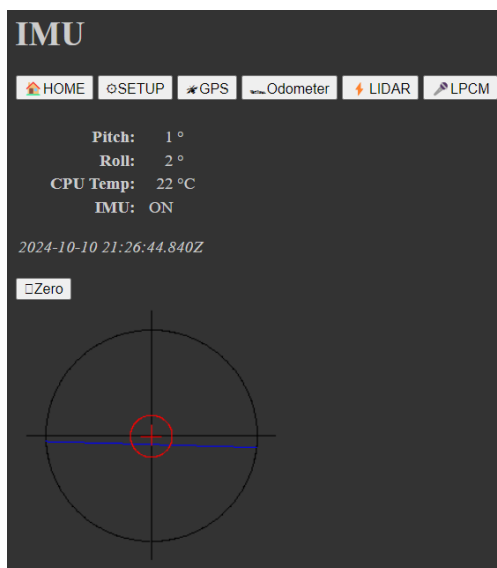 IMU
🏠HOME ⚙SETUP 🛰GPS 🏎Odometer ⚡LIDAR 🎤LPCM
Pitch: 1 °
Roll: 2 °
CPU Temp: 22 °C
IMU: ON
2024-10-10 21:26:44.840Z
▯Zero